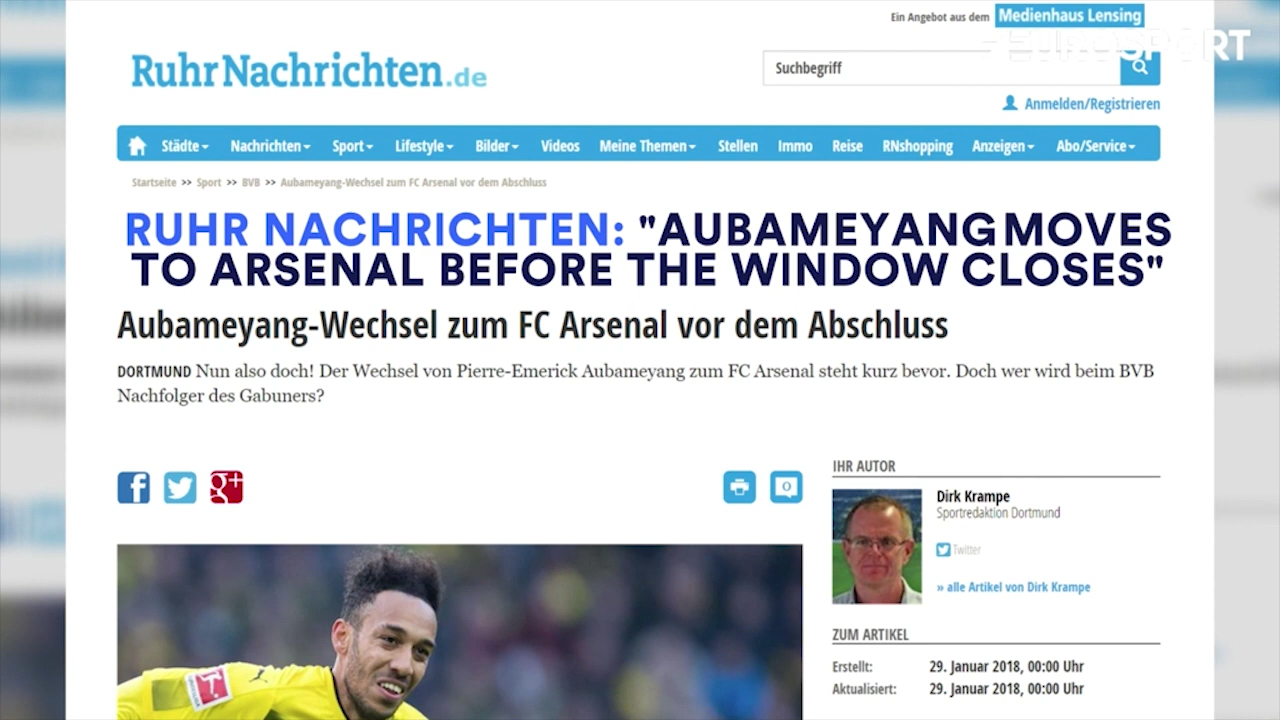 Ein Angebot aus dem Medienhaus Lensing
EUROSPORT
RuhrNachrichten.de
Suchbegriff
Anmelden/Registrieren
Städte Nachrichten Sport Lifestyle Bilder Videos Meine Themen Stellen Immo Reise RNshopping Anzeigen Abo/Service
Startseite >> Sport >> BVB >> Aubameyang-Wechsel zum FC Arsenal vor dem Abschluss
RUHR NACHRICHTEN: "AUBAMEYANG MOVES
TO ARSENAL BEFORE THE WINDOW CLOSES"
Aubameyang-Wechsel zum FC Arsenal vor dem Abschluss
DORTMUND Nun also doch! Der Wechsel von Pierre-Emerick Aubameyang zum FC Arsenal steht kurz bevor. Doch wer wird beim BVB
Nachfolger des Gabuners?
f g+ 0
IHR AUTOR
Dirk Krampe
Sportredaktion Dortmund
Twitter
» alle Artikel von Dirk Krampe
ZUM ARTIKEL
Erstellt: 29. Januar 2018, 00:00 Uhr
Aktualisiert: 29. Januar 2018, 00:00 Uhr